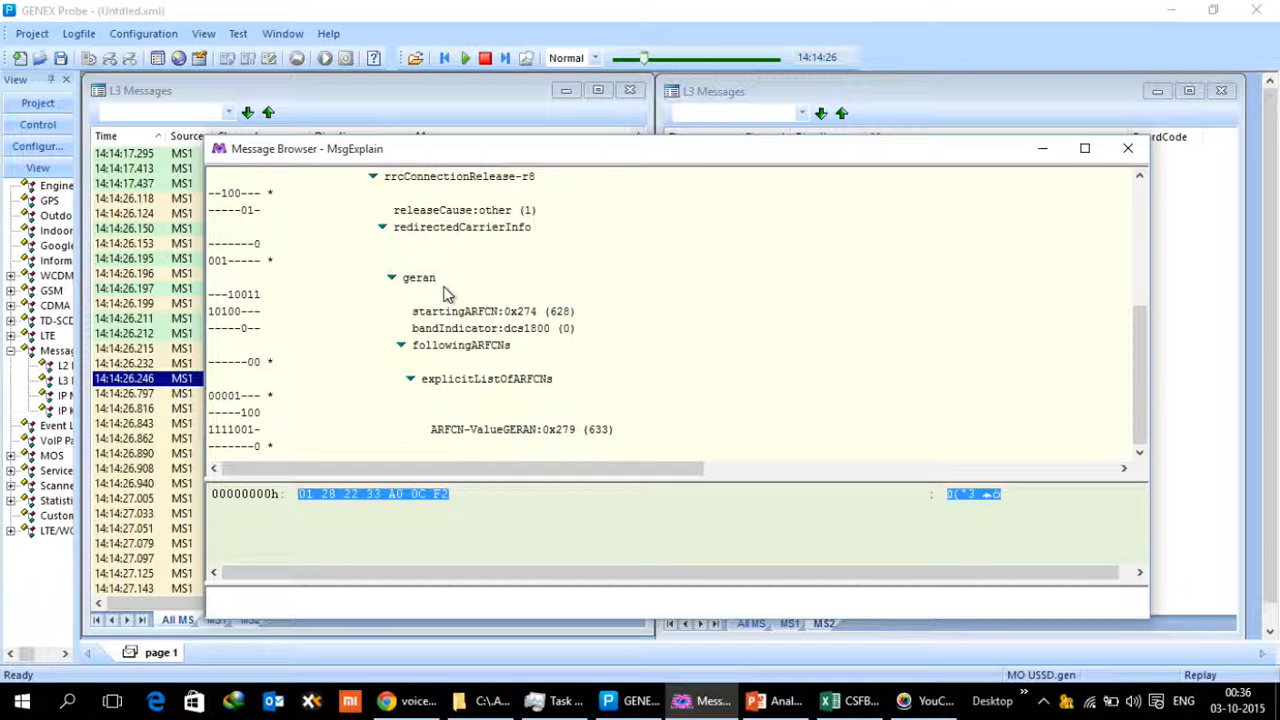 GENEX Probe - (Untitled.xml)
Project Logfile Configuration View Test Window Help
Normal 14:14:26
View
Project
Control
Configur...
View
Engine
GPS
Outdo
Indoor
Google
Inform
WCDM
GSM
CDMA
TD-SC
LTE
Messag
L2
L3
IP
IP
Event L
VoIP Pa
MOS
Service
Scanne
Statisti
Custom
LTE/WC
L3 Messages
Time Source
14:14:17.295 MS1
14:14:17.413 MS1
14:14:17.437 MS1
14:14:26.118 MS1
14:14:26.124 MS1
14:14:26.150 MS1
14:14:26.153 MS1
14:14:26.195 MS1
14:14:26.196 MS1
14:14:26.197 MS1
14:14:26.199 MS1
14:14:26.211 MS1
14:14:26.212 MS1
14:14:26.215 MS1
14:14:26.232 MS1
14:14:26.246 MS1
14:14:26.797 MS1
14:14:26.816 MS1
14:14:26.843 MS1
14:14:26.862 MS1
14:14:26.890 MS1
14:14:26.908 MS1
14:14:26.940 MS1
14:14:27.005 MS1
14:14:27.033 MS1
14:14:27.051 MS1
14:14:27.079 MS1
14:14:27.097 MS1
14:14:27.125 MS1
14:14:27.143 MS1
All MS
L3 Messages
All MS MS1 MS2
Message Browser - MsgExplain
rrcConnectionRelease-r8
--100--- *
-----01- releaseCause:other (1)
redirectedCarrierInfo
-------0
001----- *
geran
---10011
10100--- startingARFCN:0x274 (628)
-----0-- bandIndicator:dcs1800 (0)
followingARFCNs
------00 *
explicitListOfARFCNs
00001--- *
-----100
1111001- ARFCN-ValueGERAN:0x279 (633)
-------0 *
00000000h: 01 28 22 33 A0 0C F2 ;
page 1
Ready MO USSD.gen Replay
voice... C:\A... Task ... GENE... Mess... Anal... CSFB... YouC... Desktop ENG 00:36
03-10-2015